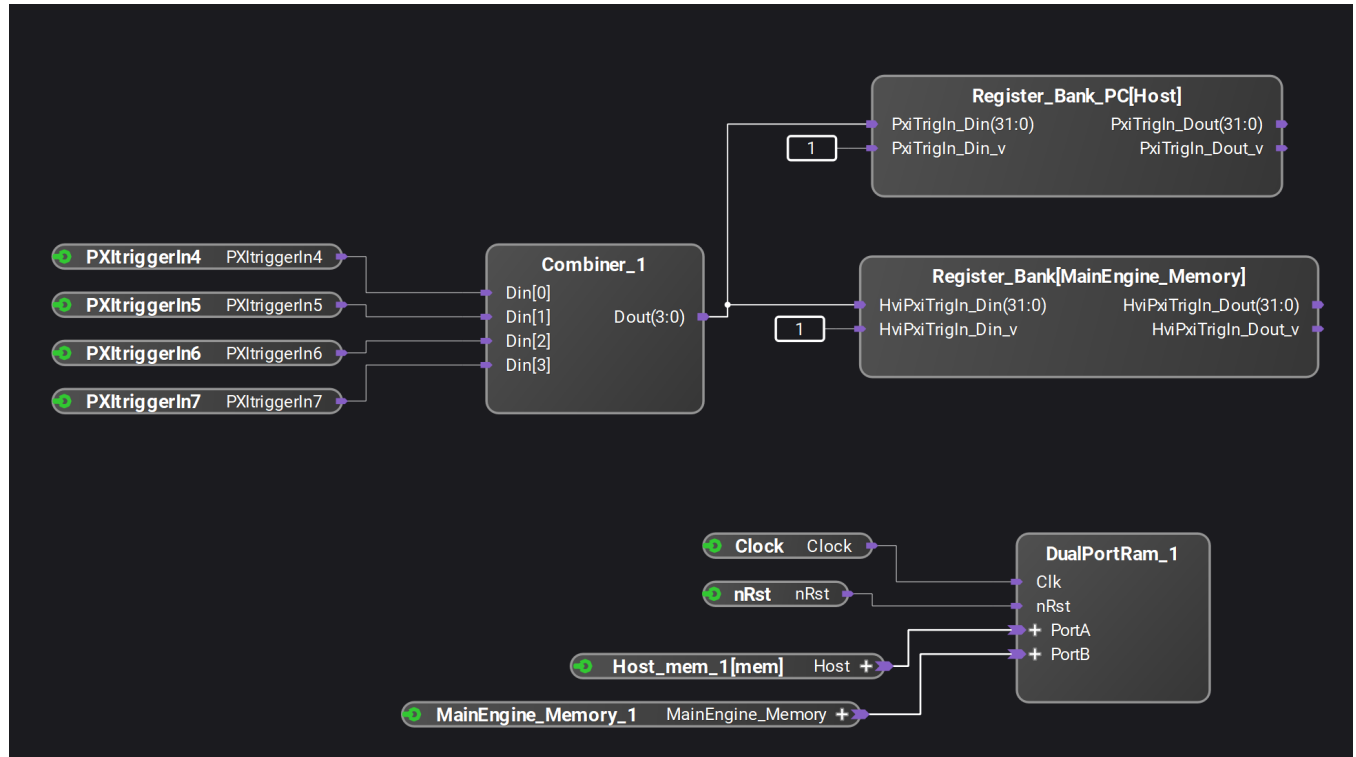 Register_Bank_PC[Host]
PxiTrigIn_Din(31:0) PxiTrigIn_Dout(31:0)
1 PxiTrigIn_Din_v PxiTrigIn_Dout_v
PXItriggerIn4 PXItriggerIn4
PXItriggerIn5 PXItriggerIn5
PXItriggerIn6 PXItriggerIn6
PXItriggerIn7 PXItriggerIn7
Combiner_1
Din[0]
Din[1] Dout(3:0)
Din[2]
Din[3]
Register_Bank[MainEngine_Memory]
HviPxiTrigIn_Din(31:0) HviPxiTrigIn_Dout(31:0)
1 HviPxiTrigIn_Din_v HviPxiTrigIn_Dout_v
Clock Clock
nRst nRst
Host_mem_1[mem] Host +
MainEngine_Memory_1 MainEngine_Memory +
DualPortRam_1
Clk
nRst
+ PortA
+ PortB